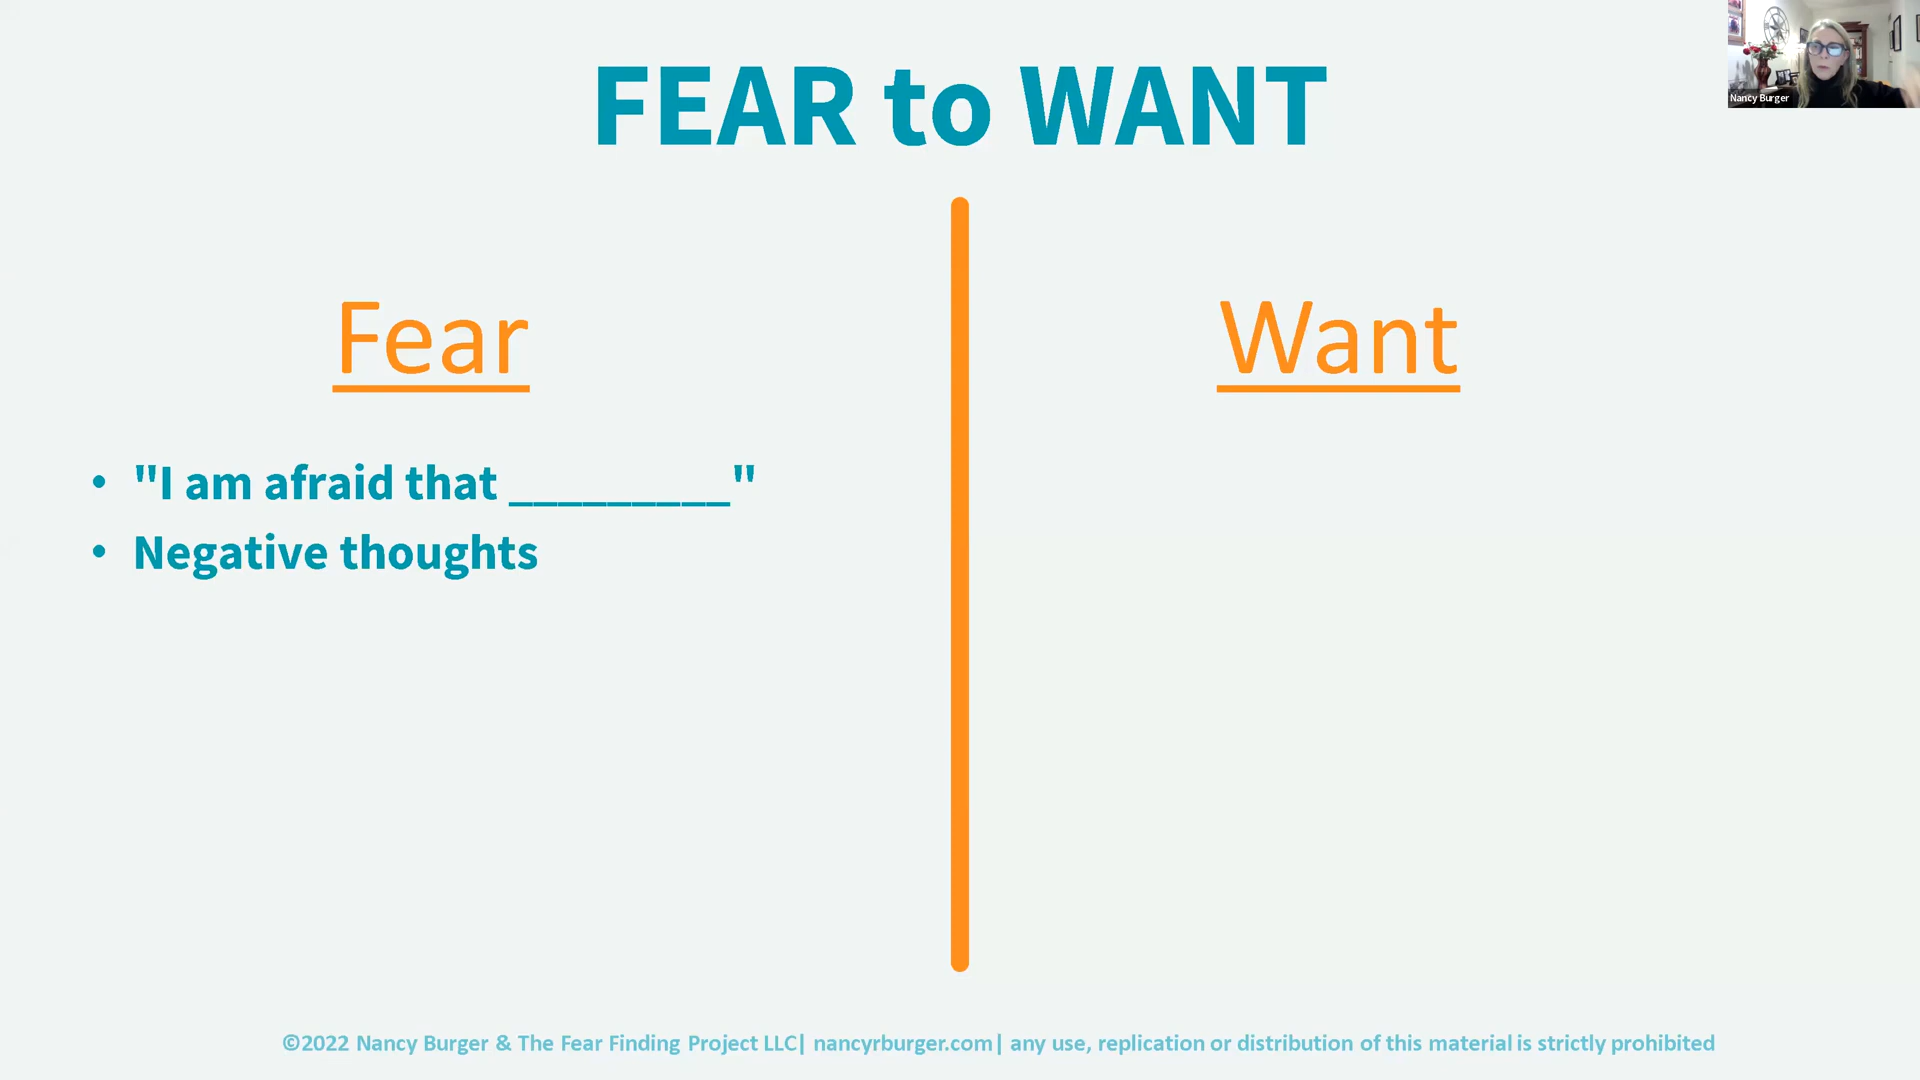 FEAR to WANT
Nancy Burger
Fear
Want
• "I am afraid that _________"
• Negative thoughts
©2022 Nancy Burger & The Fear Finding Project LLC| nancyrburger.com| any use, replication or distribution of this material is strictly prohibited